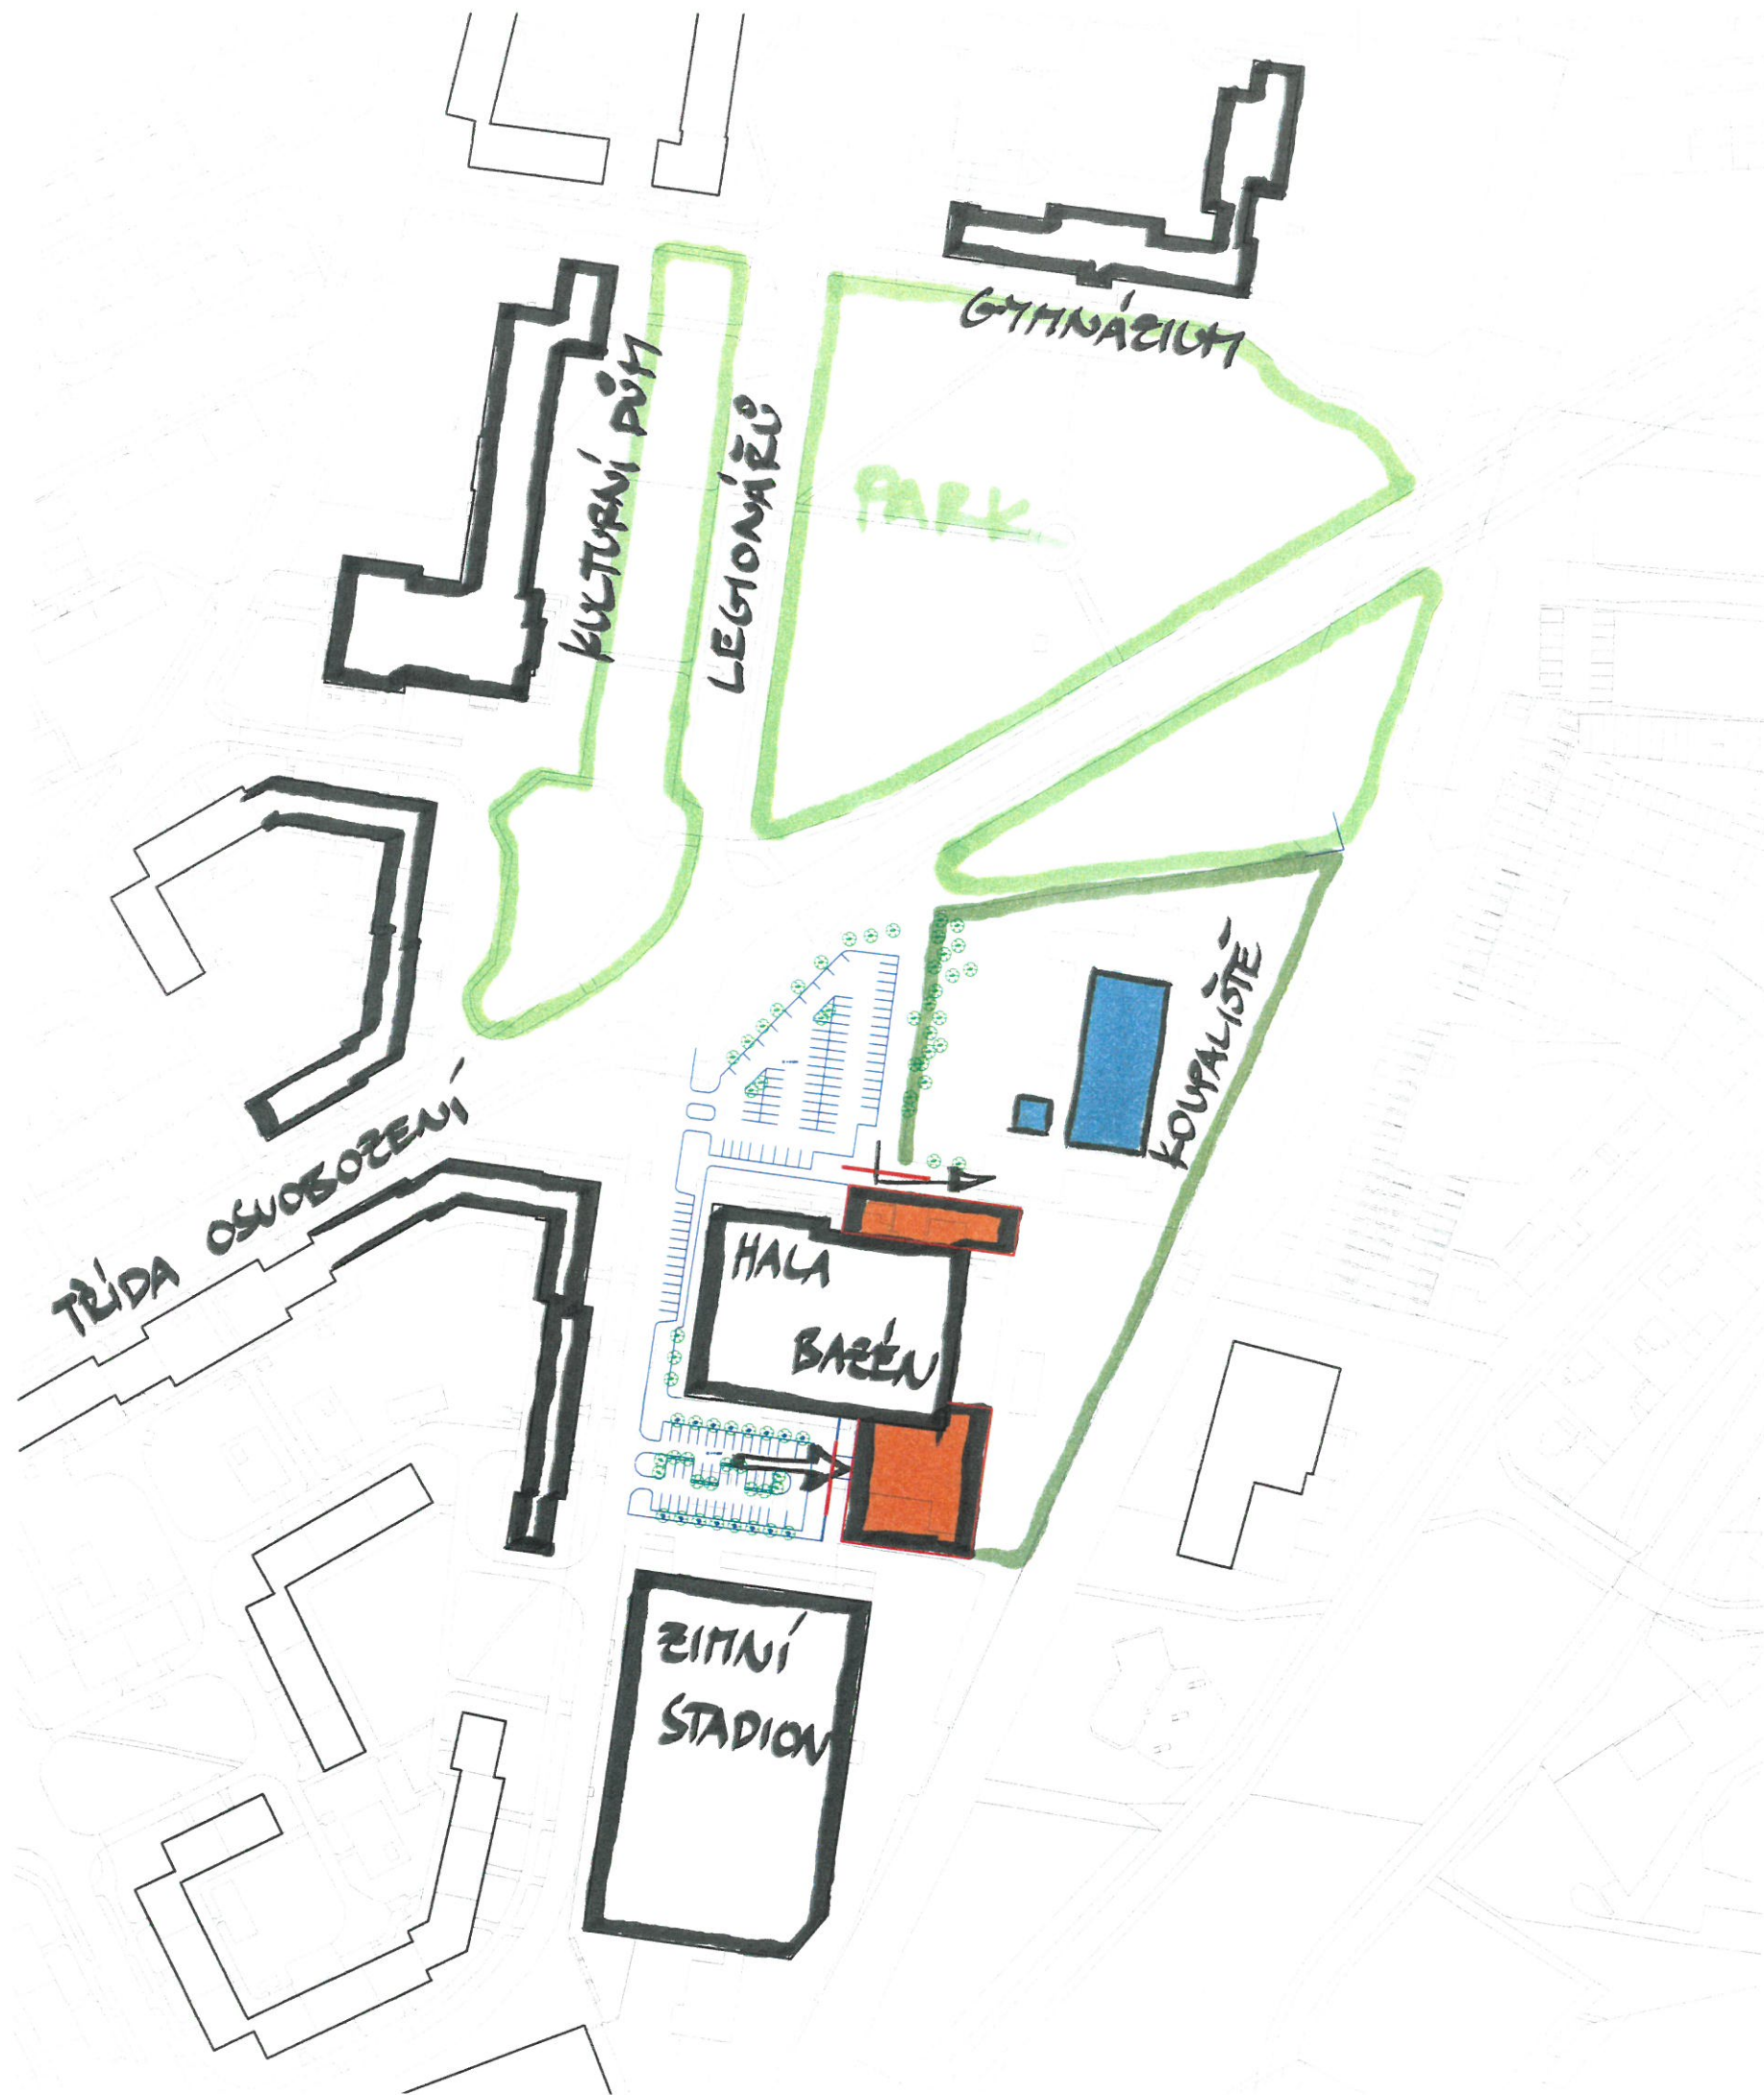 GYMNÁZIUM
KULTURNÍ DŮM
LEGIONÁŘŮ
PARK
KOUPALIŠTĚ
TŘÍDA OSVOBOZENÍ
HALA
BAZÉN
ZIMNÍ
STADION